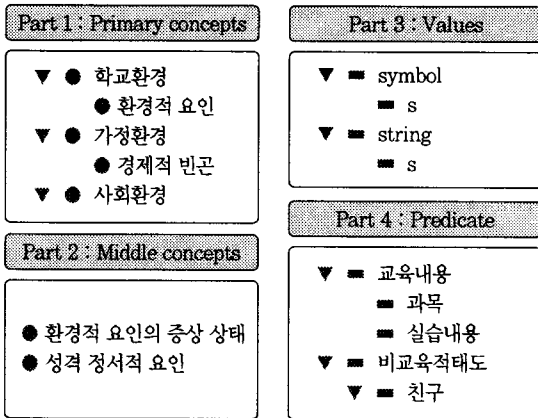 Part 1 : Primary concepts
▼ ● 학교환경
● 환경적 요인
▼ ● 가정환경
● 경제적 빈곤
▼ ● 사회환경
Part 2 : Middle concepts
● 환경적 요인의 증상 상태
● 성격 정서적 요인
Part 3 : Values
▼ symbol
s
▼ string
s
Part 4 : Predicate
▼ 교육내용
과목
실습내용
▼ 비교육적태도
▼ 친구